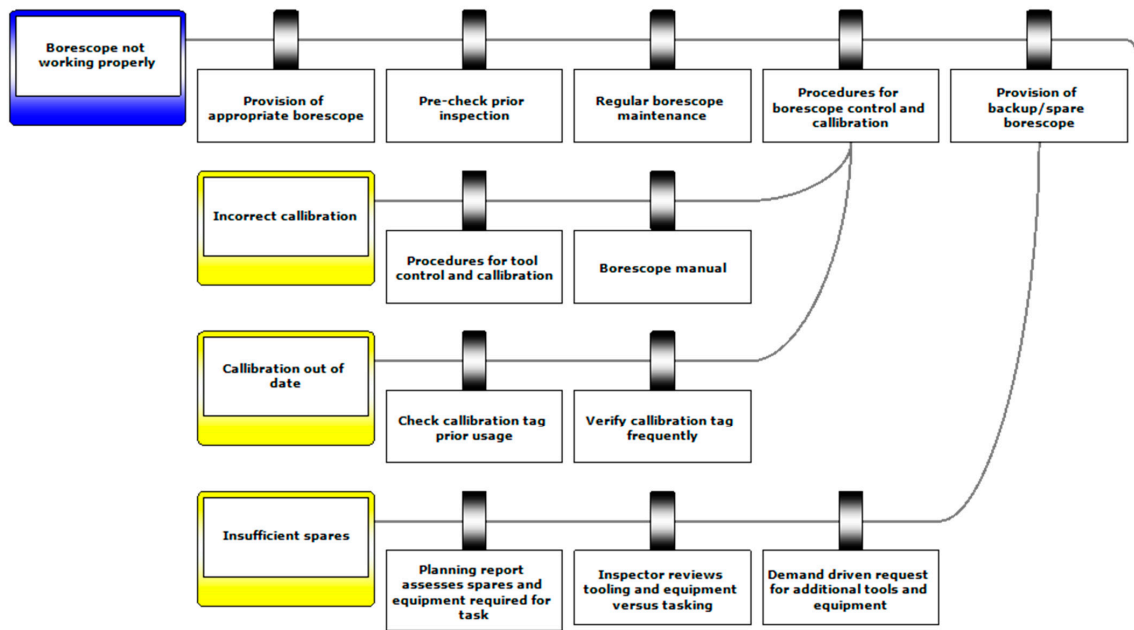 Borescope not
working properly
Provision of
appropriate borescope
Pre-check prior
inspection
Regular borescope
maintenance
Procedures for
borescope control and
callibration
Provision of
backup/spare
borescope
Incorrect callibration
Procedures for tool
control and callibration
Borescope manual
Callibration out of
date
Check callibration tag
prior usage
Verify callibration tag
frequently
Insufficient spares
Planning report
assesses spares and
equipment required for
task
Inspector reviews
tooling and equipment
versus tasking
Demand driven request
for additional tools and
equipment